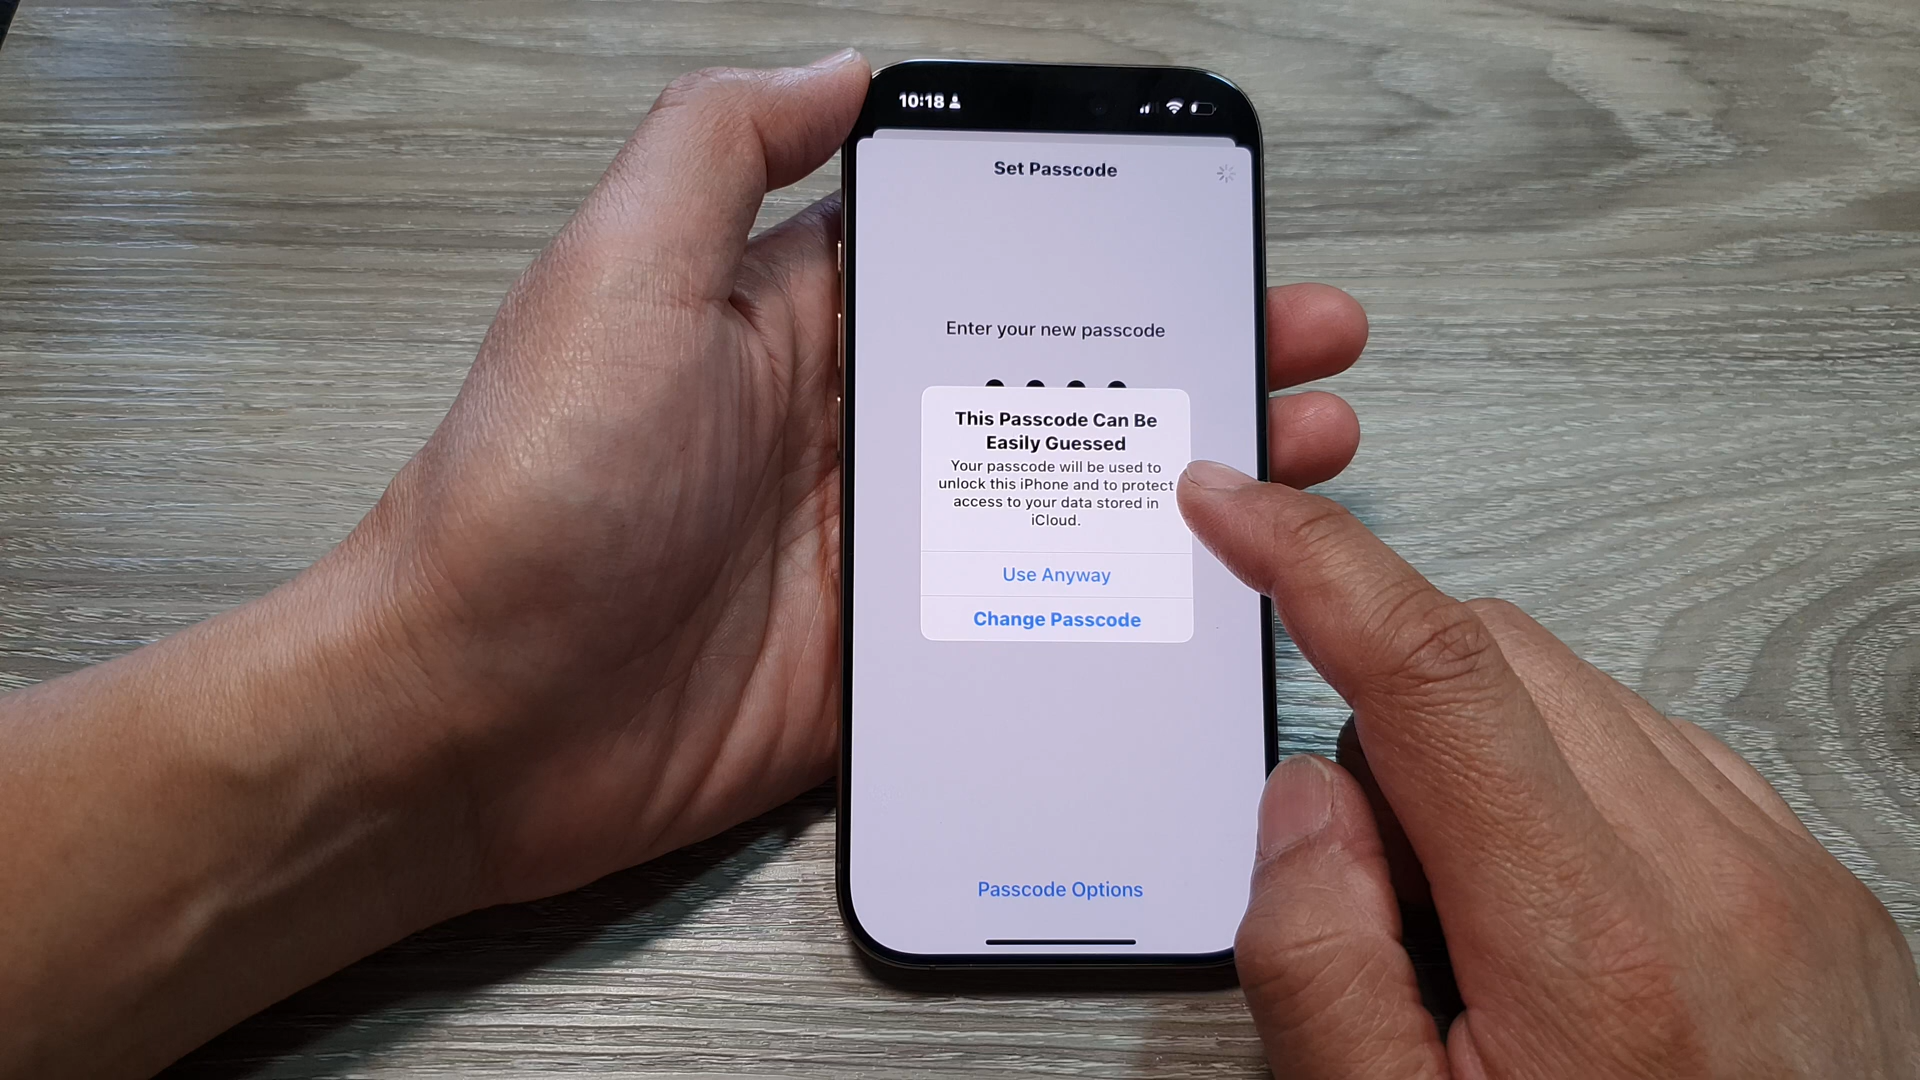 10:18
Set Passcode
Enter your new passcode
This Passcode Can Be
Easily Guessed
Your passcode will be used to
unlock this iPhone and to protect
access to your data stored in
iCloud.
Use Anyway
Change Passcode
Passcode Options